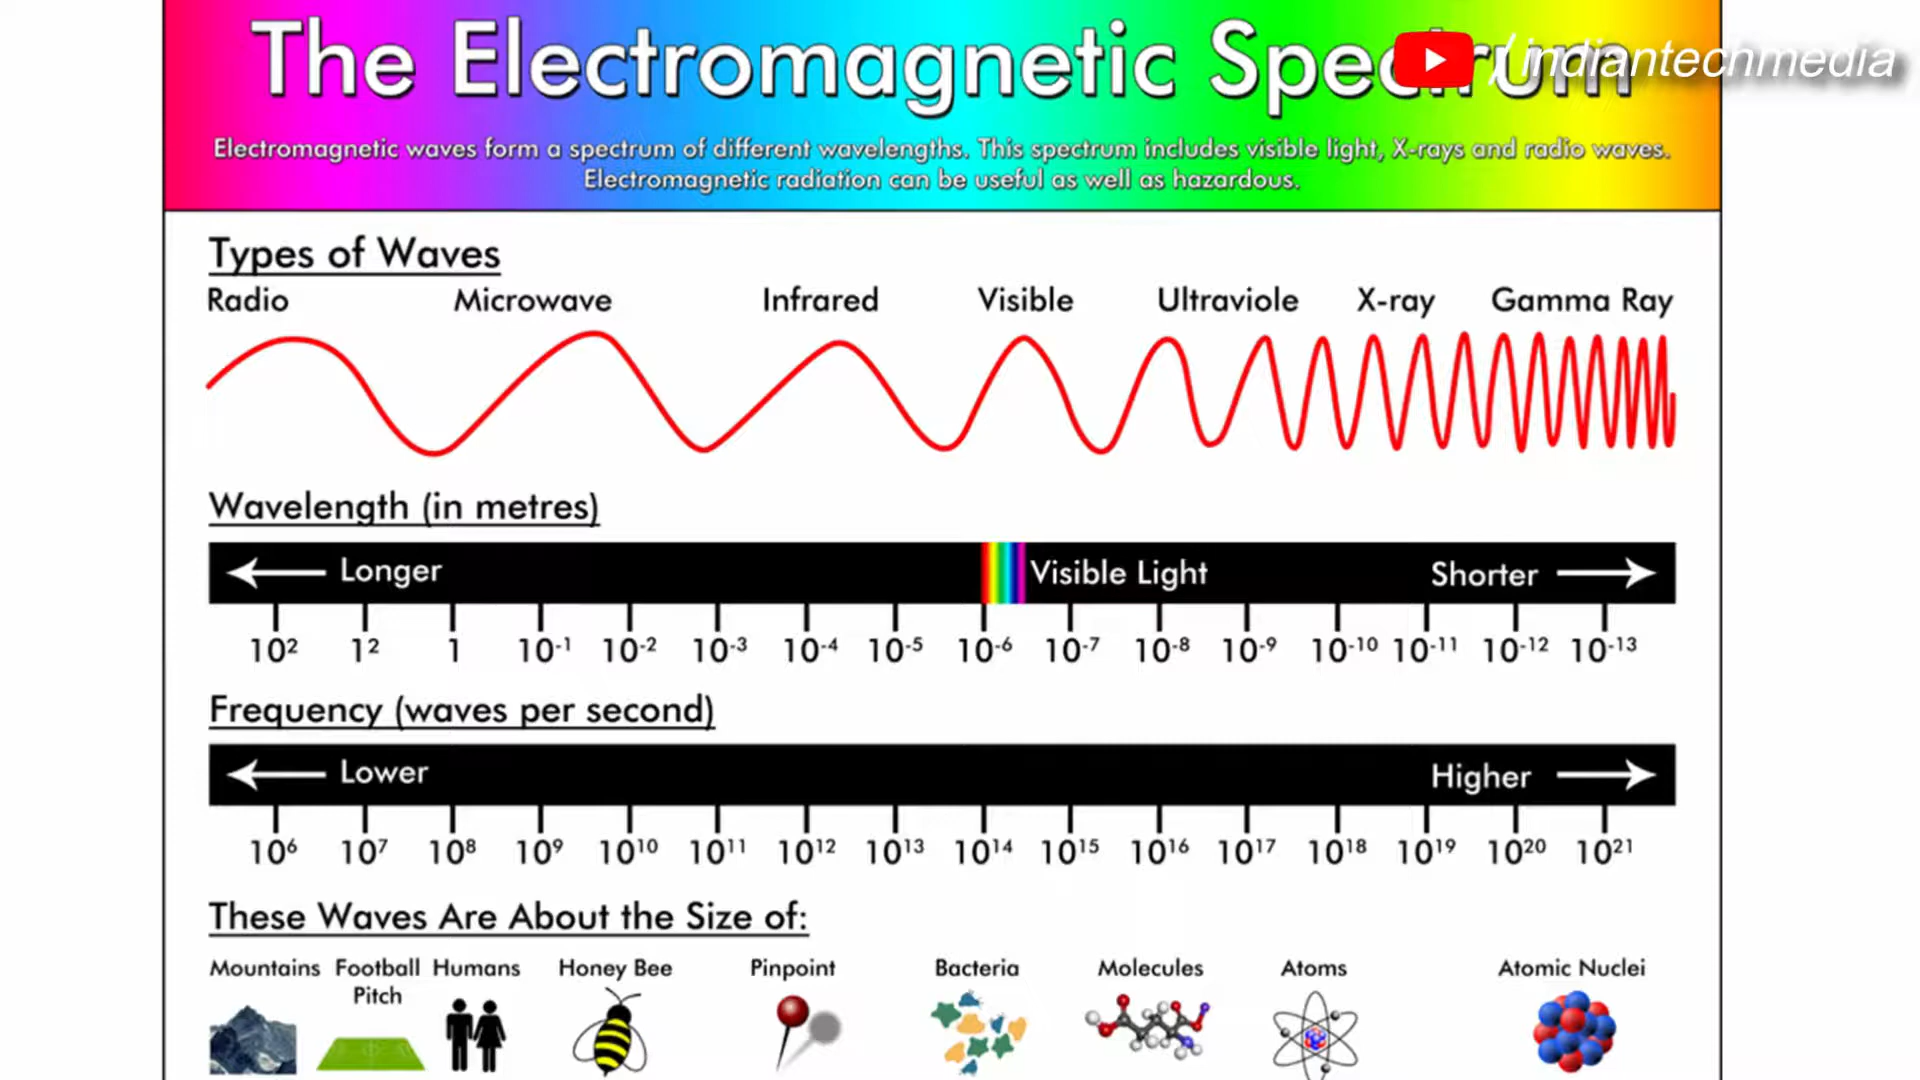 The Electromagnetic Spectrum
/indiantechmedia
Electromagnetic waves form a spectrum of different wavelengths. This spectrum includes visible light, X-rays and radio waves.
Electromagnetic radiation can be useful as well as hazardous.
Types of Waves
Radio Microwave Infrared Visible Ultraviole X-ray Gamma Ray
Wavelength (in metres)
Longer Visible Light Shorter
10² 1² 1 10⁻¹ 10⁻² 10⁻³ 10⁻⁴ 10⁻⁵ 10⁻⁶ 10⁻⁷ 10⁻⁸ 10⁻⁹ 10⁻¹⁰ 10⁻¹¹ 10⁻¹² 10⁻¹³
Frequency (waves per second)
Lower Higher
10⁶ 10⁷ 10⁸ 10⁹ 10¹⁰ 10¹¹ 10¹² 10¹³ 10¹⁴ 10¹⁵ 10¹⁶ 10¹⁷ 10¹⁸ 10¹⁹ 10²⁰ 10²¹
These Waves Are About the Size of:
Mountains Football Humans Honey Bee Pinpoint Bacteria Molecules Atoms Atomic Nuclei
Pitch